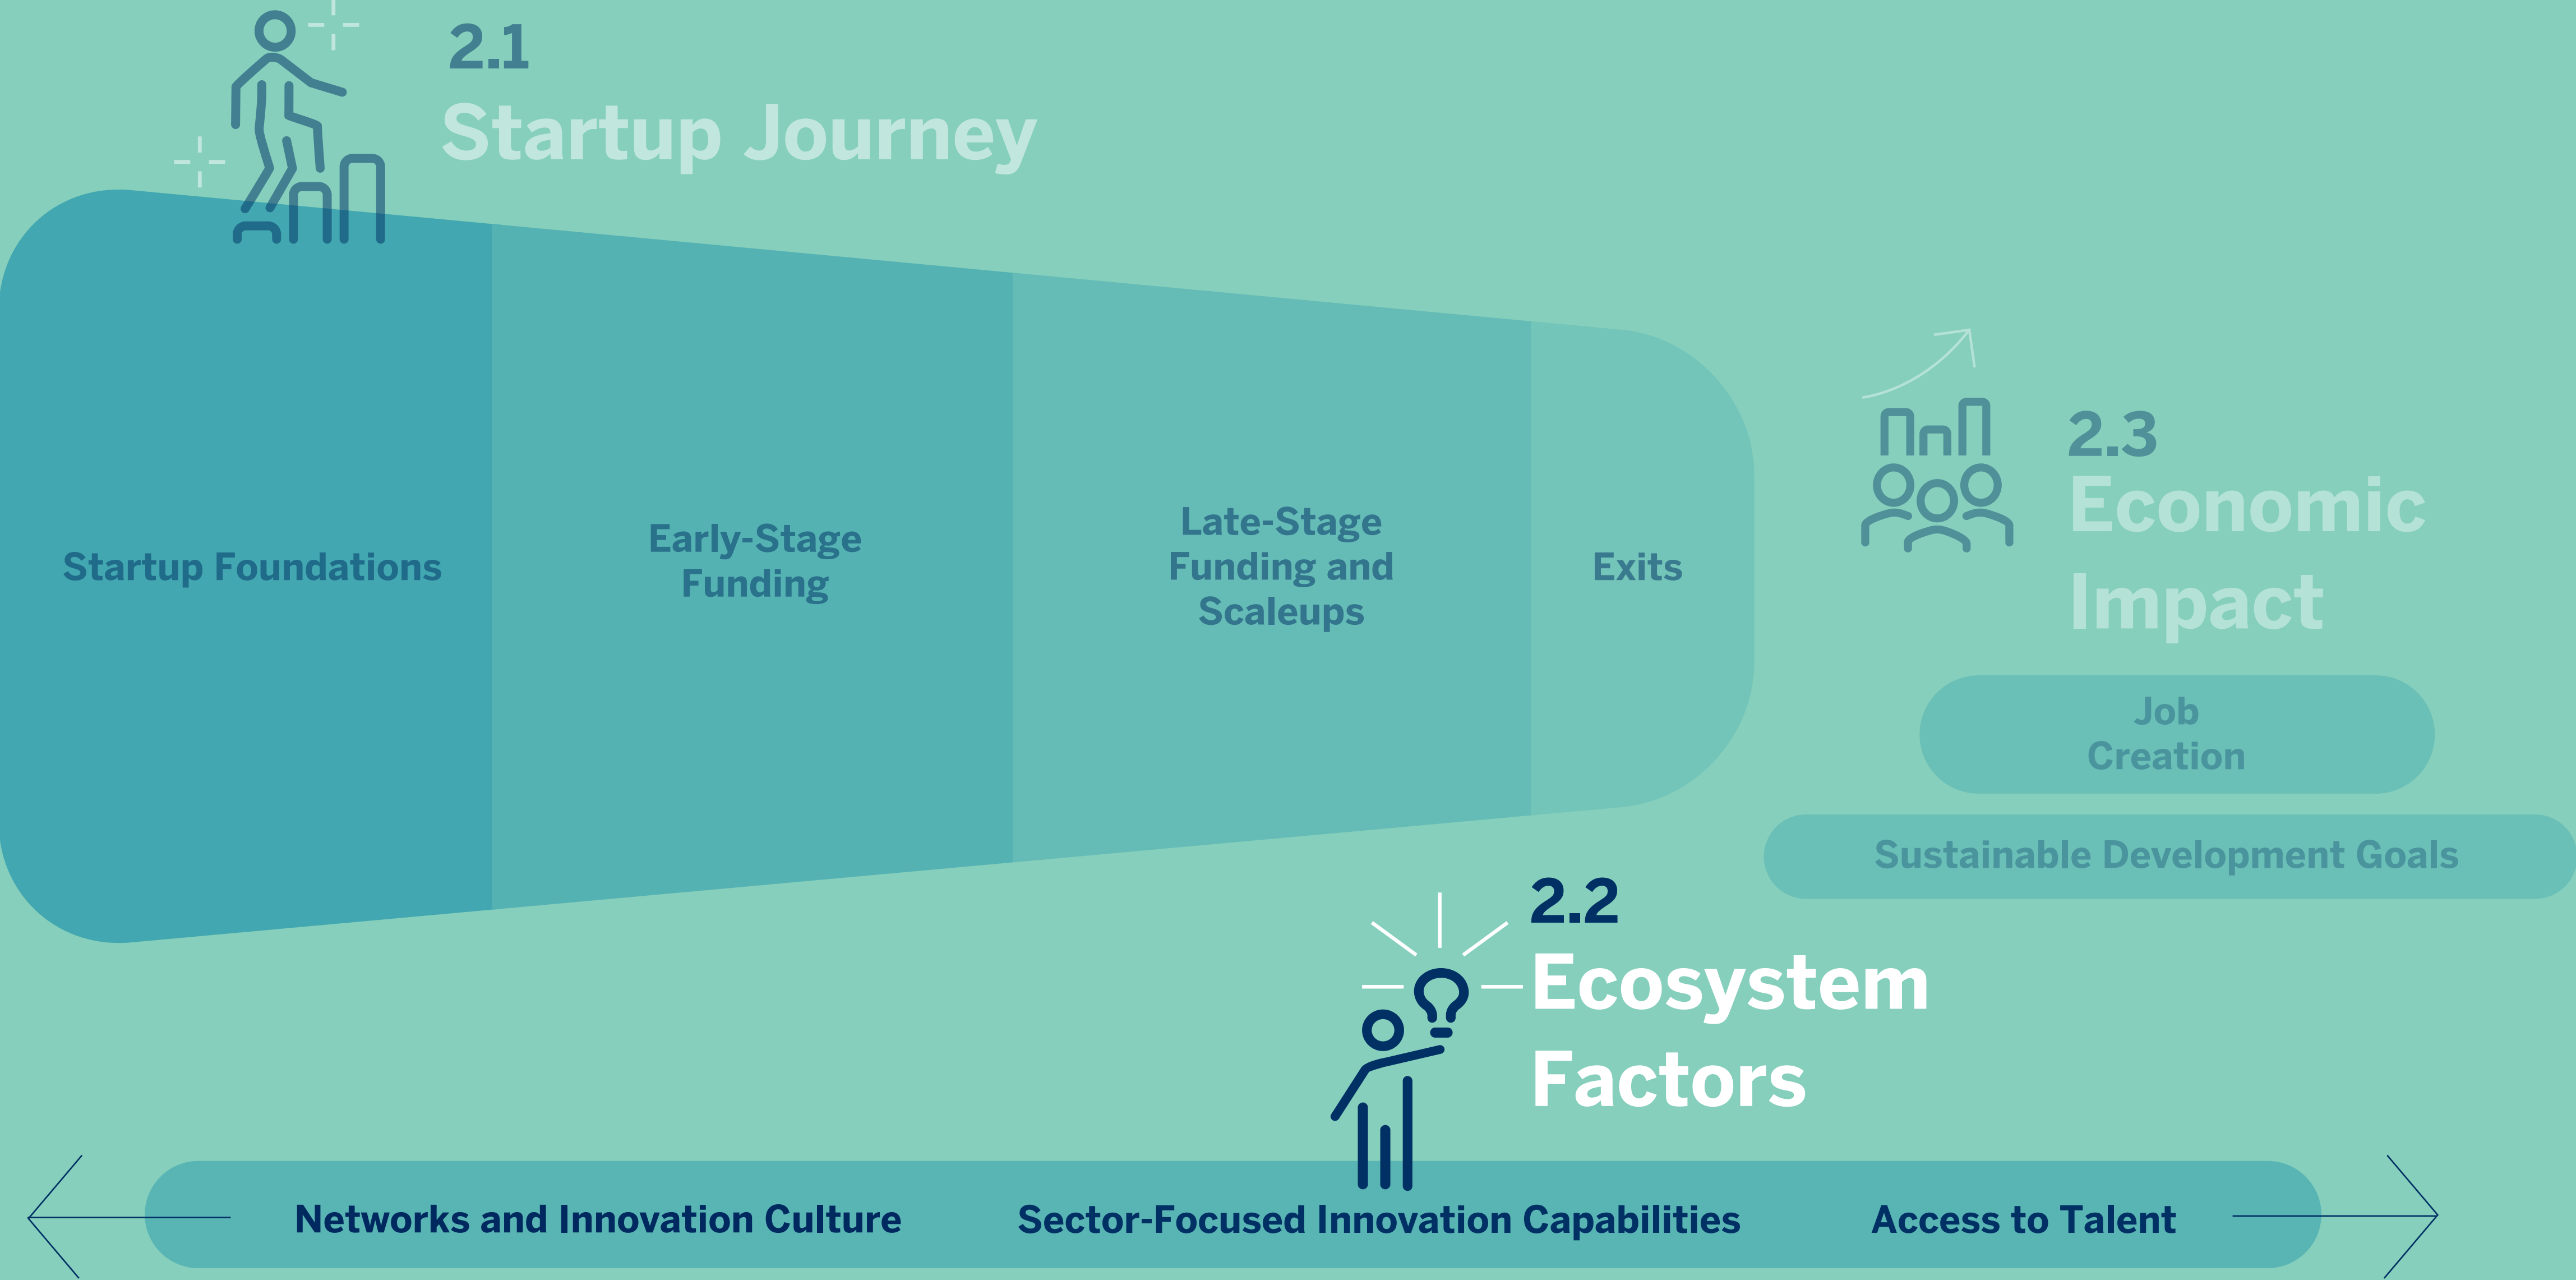 2.1
Startup Journey
Startup Foundations
Early-Stage
Funding
Late-Stage
Funding and
Scaleups
Exits
2.3
Economic
Impact
Job
Creation
Sustainable Development Goals
2.2
Ecosystem
Factors
Networks and Innovation Culture
Sector-Focused Innovation Capabilities
Access to Talent